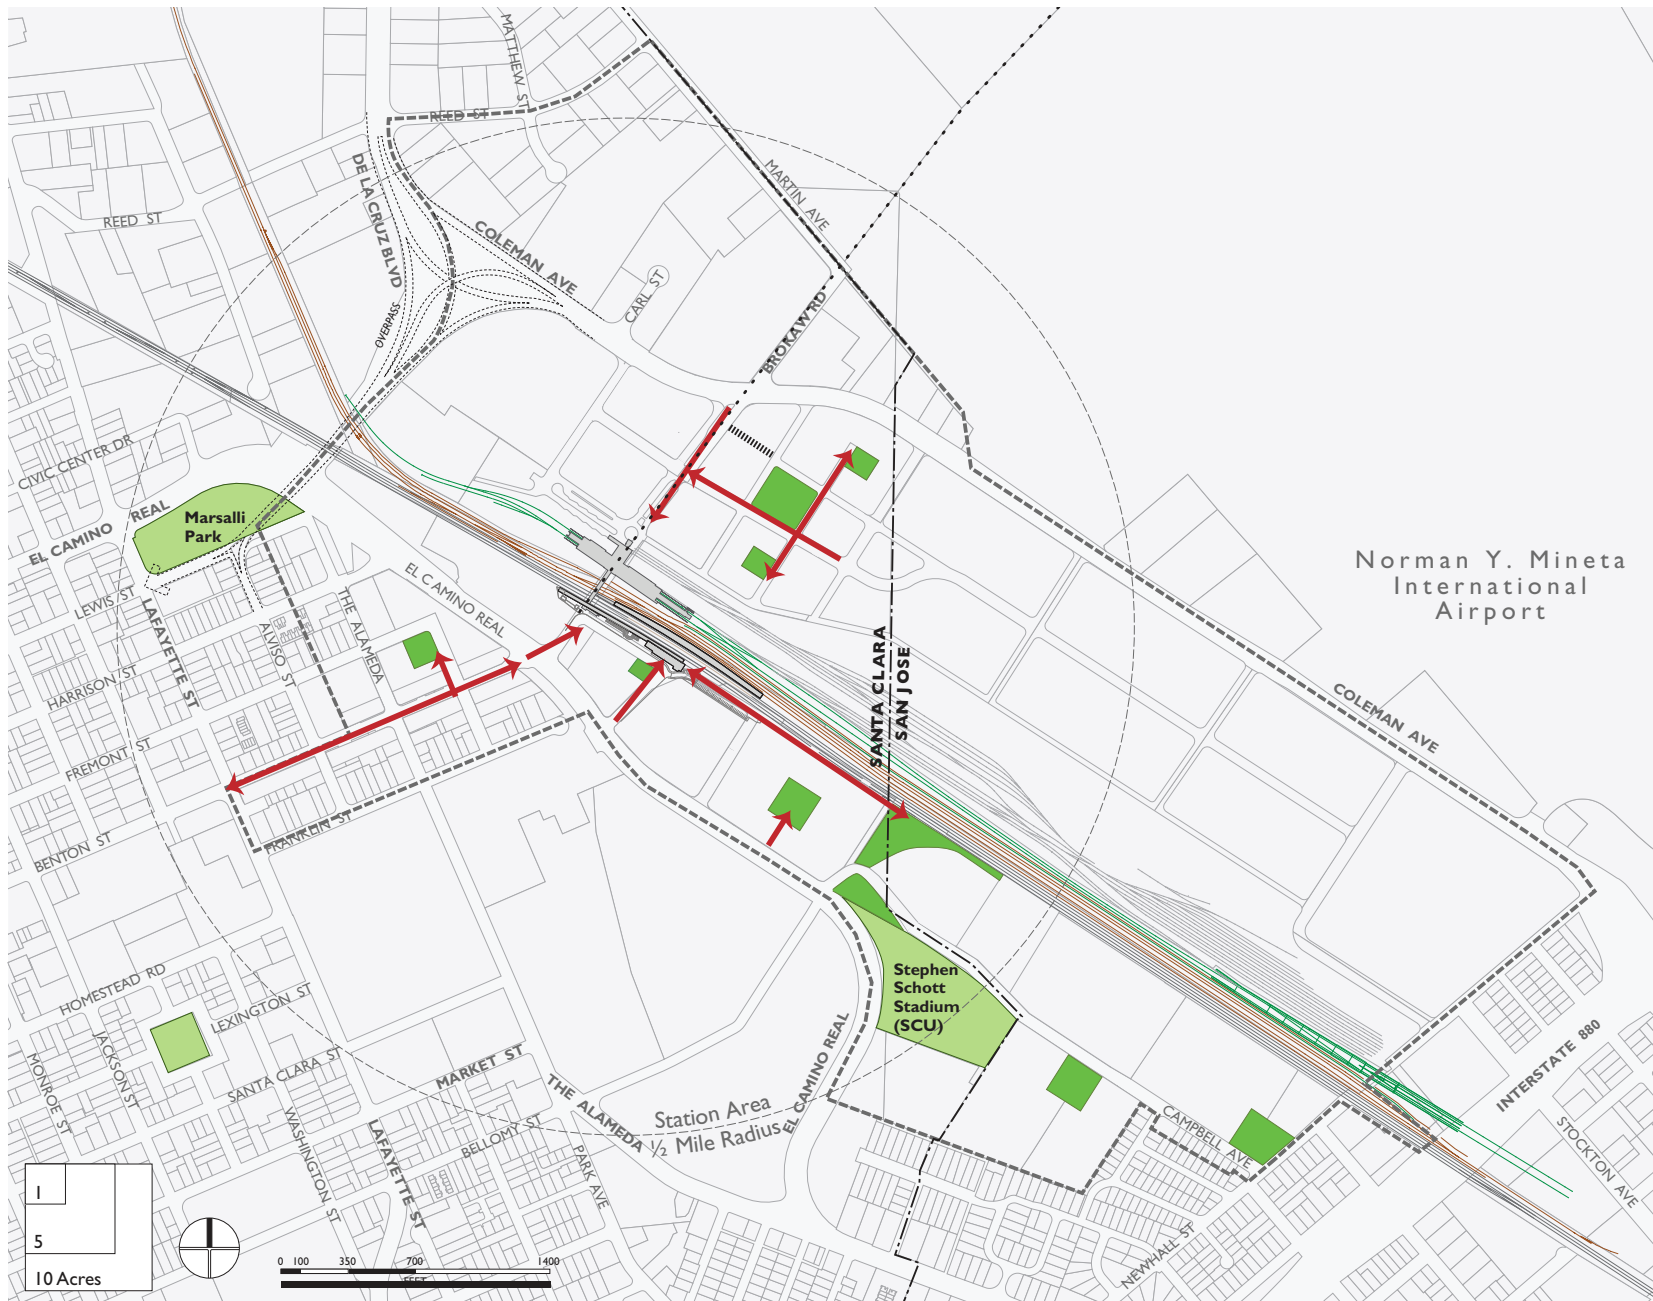 MATTHEW ST
REED ST
DE LA CRUZ BLVD
MARTIN AVE
REED ST
COLEMAN AVE
CARL ST
OVERPASS
BROKAW RD
CIVIC CENTER DR
EL CAMINO REAL
Marsalli
Park
Norman Y. Mineta
International
Airport
EL CAMINO REAL
LEWIS ST
LAFAYETTE ST
THE ALAMEDA
ALVISO ST
HARRISON ST
SANTA CLARA
SAN JOSE
COLEMAN AVE
FREMONT ST
FRANKLIN ST
BENTON ST
Stephen
Schott
Stadium
(SCU)
HOMESTEAD RD
LEXINGTON ST
JACKSON ST
MONROE ST
SANTA CLARA ST
MARKET ST
WASHINGTON ST
LAFAYETTE ST
BELLOMY ST
THE ALAMEDA
PARK AVE
Station Area
½ Mile Radius
EL CAMINO REAL
CAMPBELL AVE
INTERSTATE 880
STOCKTON AVE
NEWHALL ST
1
5
10 Acres
0 100 350 700 1400
FEET